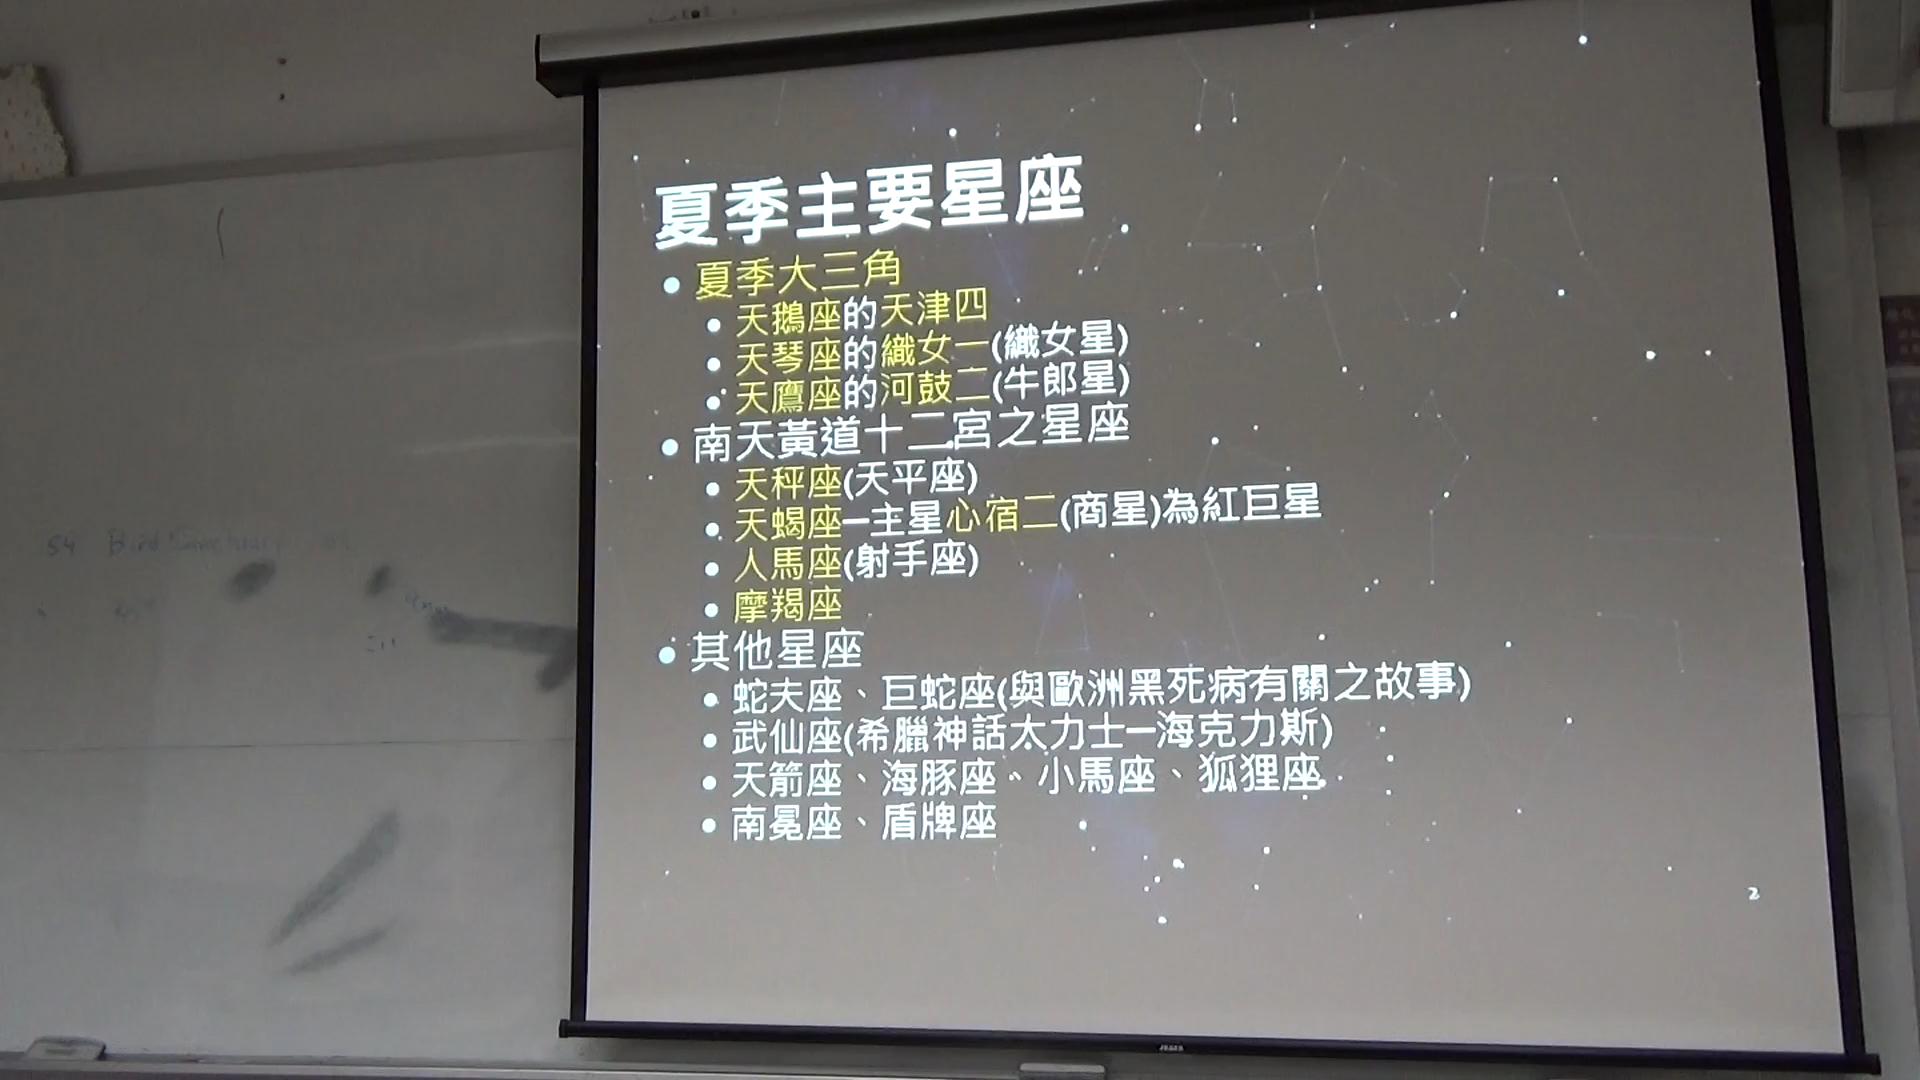 夏季主要星座
• 夏季大三角
• 天鵝座的天津四
• 天琴座的織女一(織女星)
• 天鷹座的河鼓二(牛郎星)
• 南天黃道十二宮之星座
• 天秤座(天平座)
• 天蝎座─主星心宿二(商星)為紅巨星
• 人馬座(射手座)
• 摩羯座
• 其他星座
• 蛇夫座、巨蛇座(與歐洲黑死病有關之故事)
• 武仙座(希臘神話大力士─海克力斯)
• 天箭座、海豚座、小馬座、狐狸座
• 南冕座、盾牌座
2